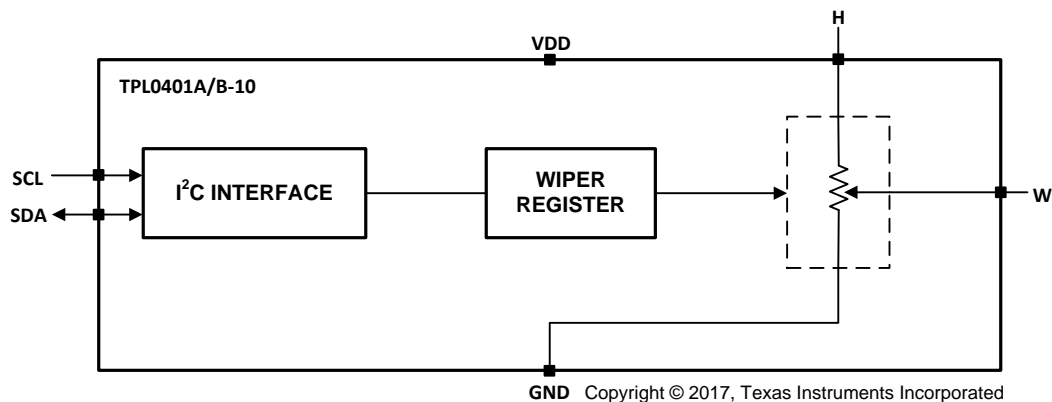 H
VDD
TPL0401A/B-10
SCL
SDA
I²C INTERFACE
WIPER
REGISTER
W
GND
Copyright © 2017, Texas Instruments Incorporated